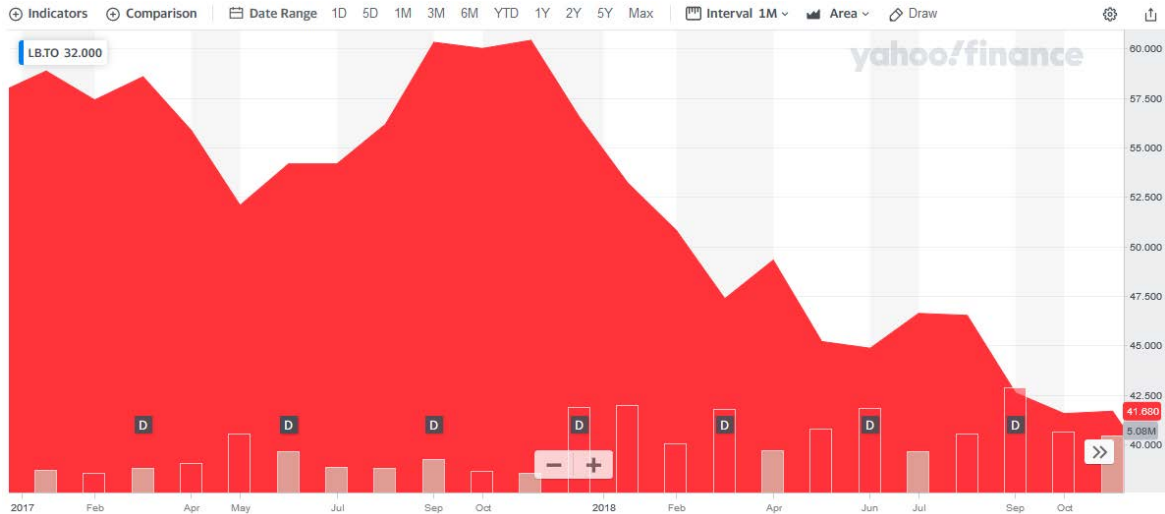 Indicators Comparison Date Range 1D 5D 1M 3M 6M YTD 1Y 2Y 5Y Max Interval 1M Area Draw
LB.TO 32.000
yahoo!finance
60.000
57.500
55.000
52.500
50.000
47.500
45.000
42.500
41.680
5.08M
40.000
D D D D D D D
− +
»
2017 Feb Apr May Jul Sep Oct 2018 Feb Apr Jun Jul Sep Oct